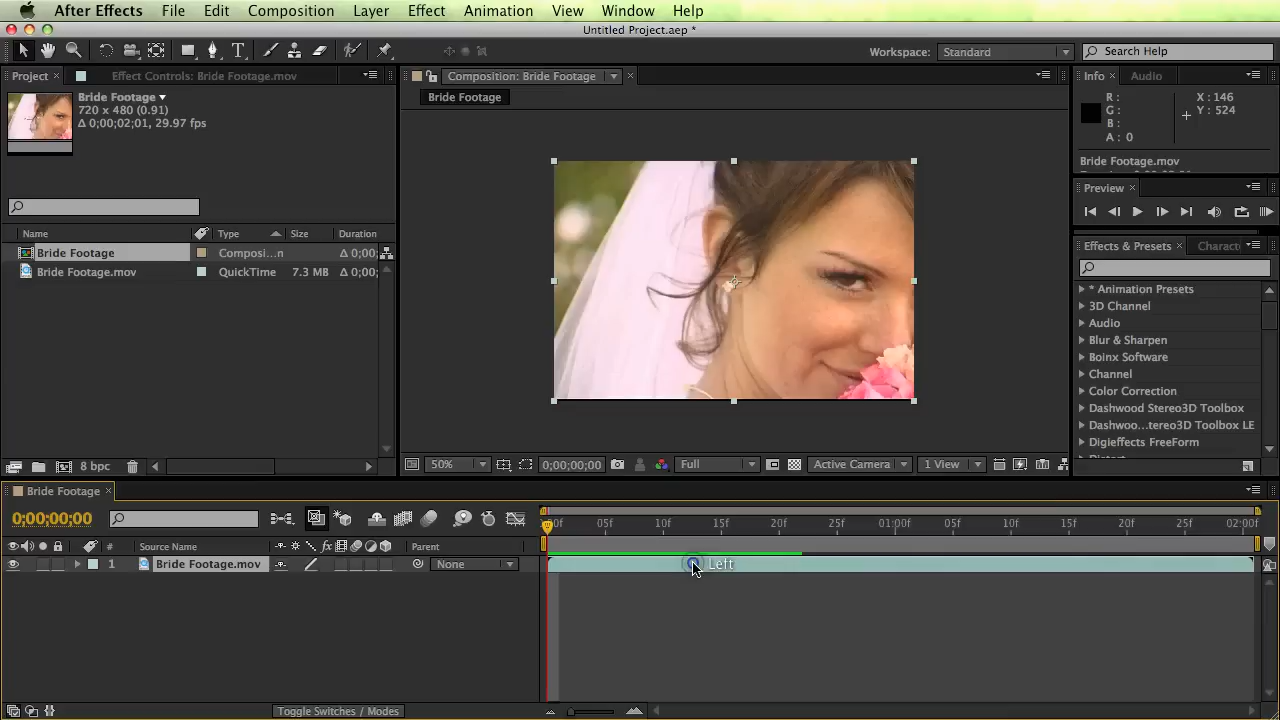 After Effects File Edit Composition Layer Effect Animation View Window Help
Untitled Project.aep *
Workspace: Standard Search Help
Project × Effect Controls: Bride Footage.mov
Bride Footage ▼
720 x 480 (0.91)
Δ 0;00;02;01, 29.97 fps
Name Type Size Duration
Bride Footage Composi...n Δ 0;00;
Bride Footage.mov QuickTime 7.3 MB Δ 0;00;
8 bpc
Composition: Bride Footage
Bride Footage
50% 0;00;00;00 Full Active Camera 1 View
Info × Audio
R : X : 146
G : Y : 524
B :
A : 0
Bride Footage.mov
Preview ×
Effects & Presets ×
* Animation Presets
3D Channel
Audio
Blur & Sharpen
Boinx Software
Channel
Color Correction
Dashwood Stereo3D Toolbox
Dashwoo...tereo3D Toolbox LE
Digieffects FreeForm
Bride Footage ×
0;00;00;00
05f 10f 15f 20f 25f 01:00f 05f 10f 15f 20f 25f 02:00f
# Source Name Parent
1 Bride Footage.mov None
Left
Toggle Switches / Modes